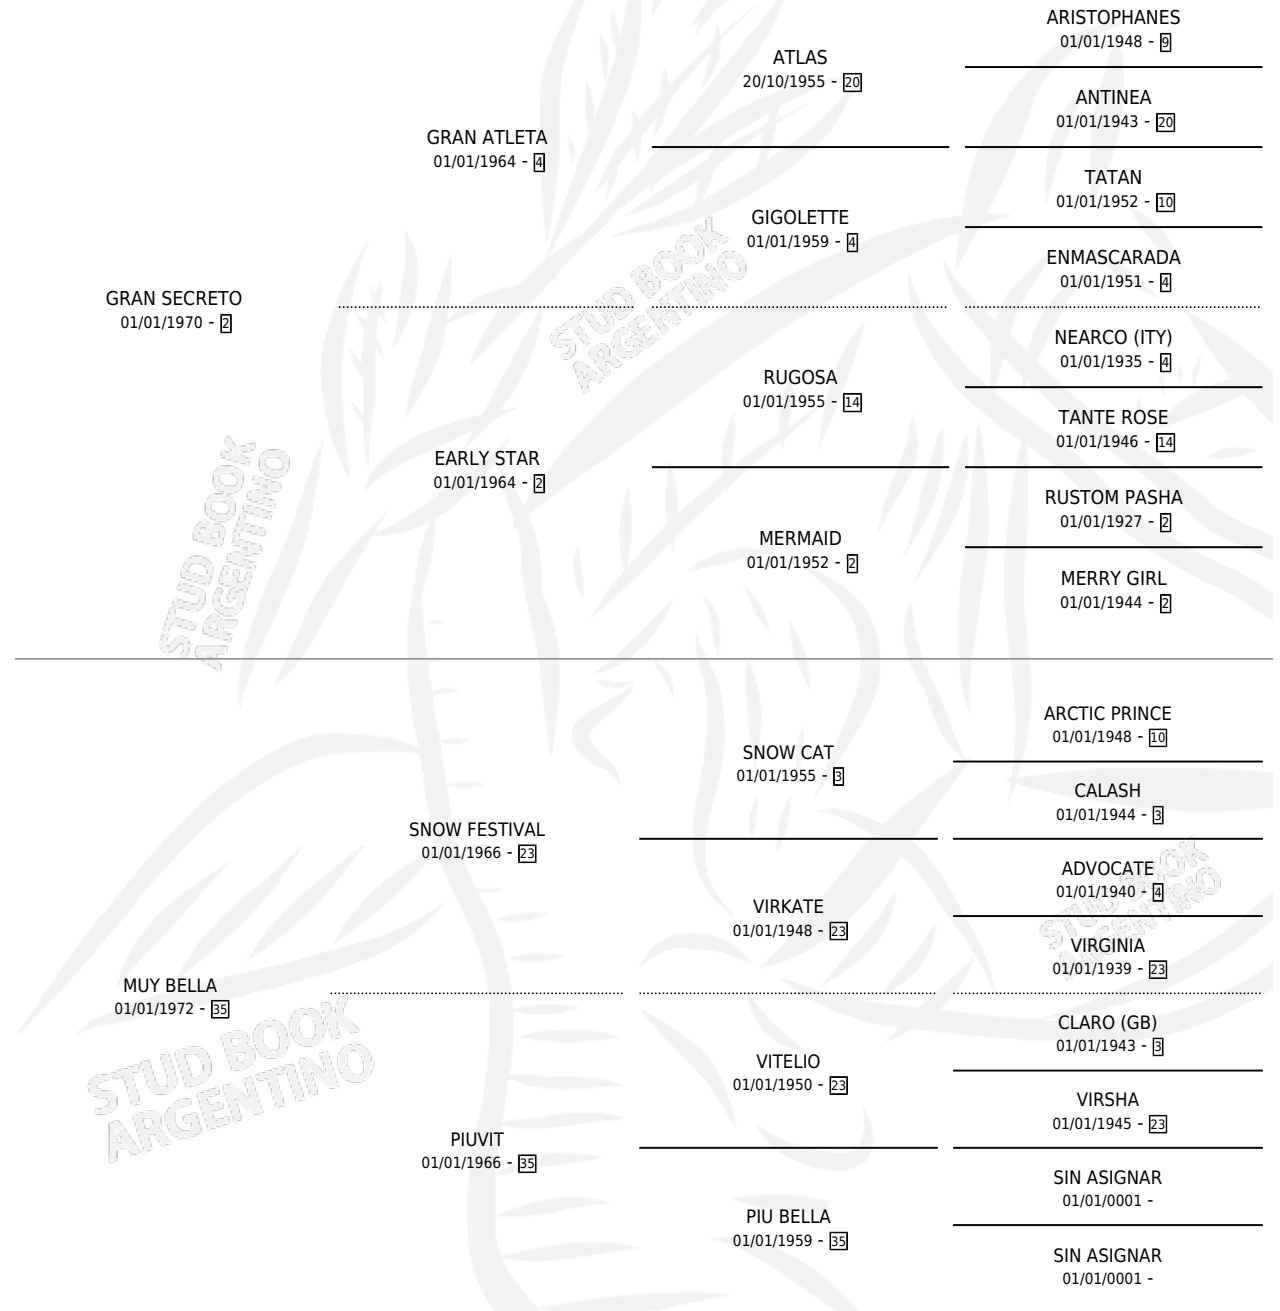 ARISTOPHANES
01/01/1948 - 9
ATLAS
20/10/1955 - 20
ANTINEA
01/01/1943 - 20
GRAN ATLETA
01/01/1964 - 4
TATAN
01/01/1952 - 10
GIGOLETTE
01/01/1959 - 4
ENMASCARADA
01/01/1951 - 4
GRAN SECRETO
01/01/1970 - 2
NEARCO (ITY)
01/01/1935 - 4
RUGOSA
01/01/1955 - 14
TANTE ROSE
01/01/1946 - 14
EARLY STAR
01/01/1964 - 2
RUSTOM PASHA
01/01/1927 - 2
MERMAID
01/01/1952 - 2
MERRY GIRL
01/01/1944 - 2
ARCTIC PRINCE
01/01/1948 - 10
SNOW CAT
01/01/1955 - 3
CALASH
01/01/1944 - 3
SNOW FESTIVAL
01/01/1966 - 23
ADVOCATE
01/01/1940 - 4
VIRKATE
01/01/1948 - 23
VIRGINIA
01/01/1939 - 23
MUY BELLA
01/01/1972 - 35
CLARO (GB)
01/01/1943 - 3
VITELIO
01/01/1950 - 23
VIRSHA
01/01/1945 - 23
PIUVIT
01/01/1966 - 35
SIN ASIGNAR
01/01/0001 -
PIU BELLA
01/01/1959 - 35
SIN ASIGNAR
01/01/0001 -
STUD BOOK
ARGENTINO
STUD BOOK
ARGENTINO
STUD BOOK
ARGENTINO
STUD BOOK
ARGENTINO